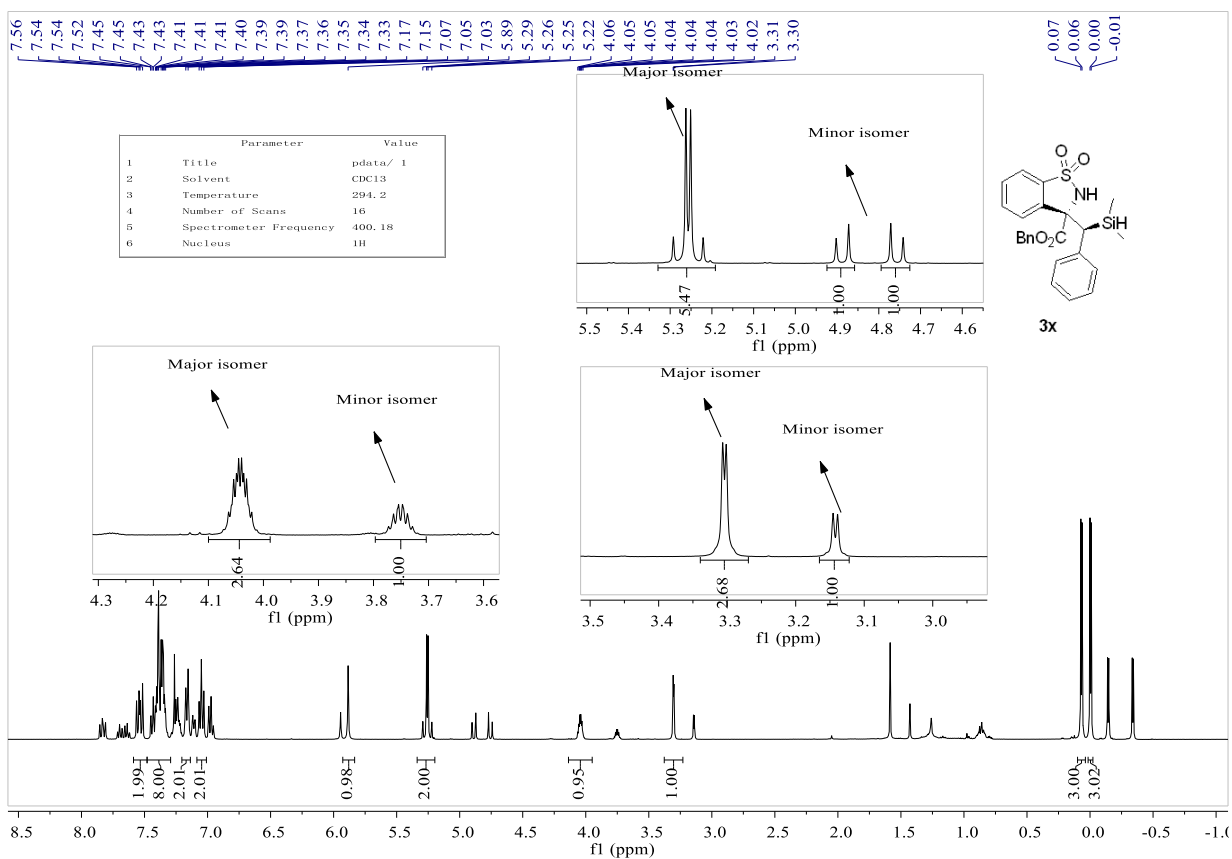 7.56 7.54 7.54 7.52 7.45 7.45 7.43 7.43 7.41 7.41 7.41 7.40 7.39 7.39 7.37 7.36 7.35 7.34 7.33 7.17 7.15 7.07 7.05 7.03 5.89 5.29 5.26 5.25 5.22 4.06 4.05 4.05 4.04 4.04 4.04 4.03 4.03 4.02 3.31 3.30 0.07 0.06 0.00 -0.01
Parameter Value
1 Title pdata/ 1
2 Solvent CDCl3
3 Temperature 294.2
4 Number of Scans 16
5 Spectrometer Frequency 400.18
6 Nucleus 1H
Major isomer
Minor isomer
5.47 1.00 1.00
5.5 5.4 5.3 5.2 5.1 5.0 4.9 4.8 4.7 4.6
f1 (ppm)
O O
S
NH
SiH
BnO2C
3x
Major isomer
Minor isomer
2.64 1.00
4.3 4.2 4.1 4.0 3.9 3.8 3.7 3.6
f1 (ppm)
Major isomer
Minor isomer
2.68 1.00
3.5 3.4 3.3 3.2 3.1 3.0
f1 (ppm)
1.99 8.00 2.01 2.01 0.98 2.00 0.95 1.00 3.00 3.02
8.5 8.0 7.5 7.0 6.5 6.0 5.5 5.0 4.5 4.0 3.5 3.0 2.5 2.0 1.5 1.0 0.5 0.0 -0.5 -1.0
f1 (ppm)